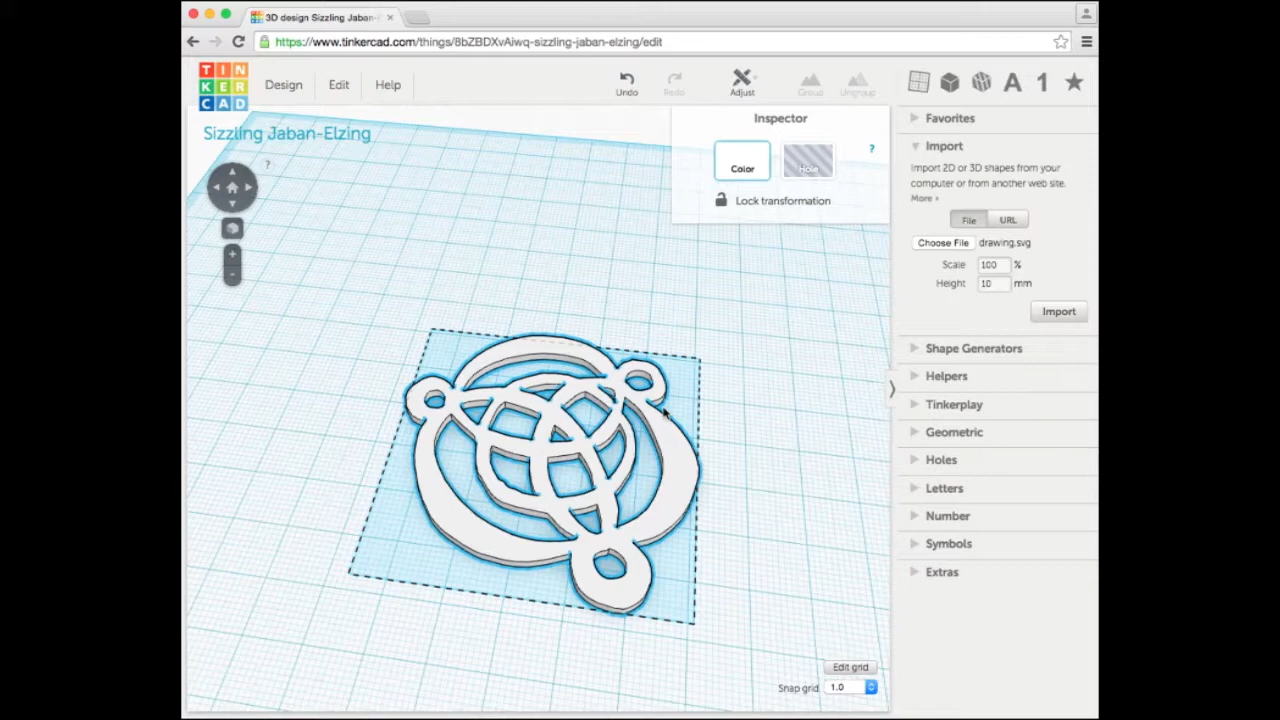 3D design Sizzling Jaban-
https://www.tinkercad.com/things/8bZBDXvAiwq-sizzling-jaban-elzing/edit
TIN
KER
CAD
Design
Edit
Help
Undo
Redo
Adjust
Group
Ungroup
A
1
Sizzling Jaban-Elzing
?
Inspector
Color
Hole
?
Lock transformation
Favorites
Import
Import 2D or 3D shapes from your
computer or from another web site.
More »
File
URL
Choose File drawing.svg
Scale 100 %
Height 10 mm
Import
Shape Generators
Helpers
Tinkerplay
Geometric
Holes
Letters
Number
Symbols
Extras
Edit grid
Snap grid 1.0